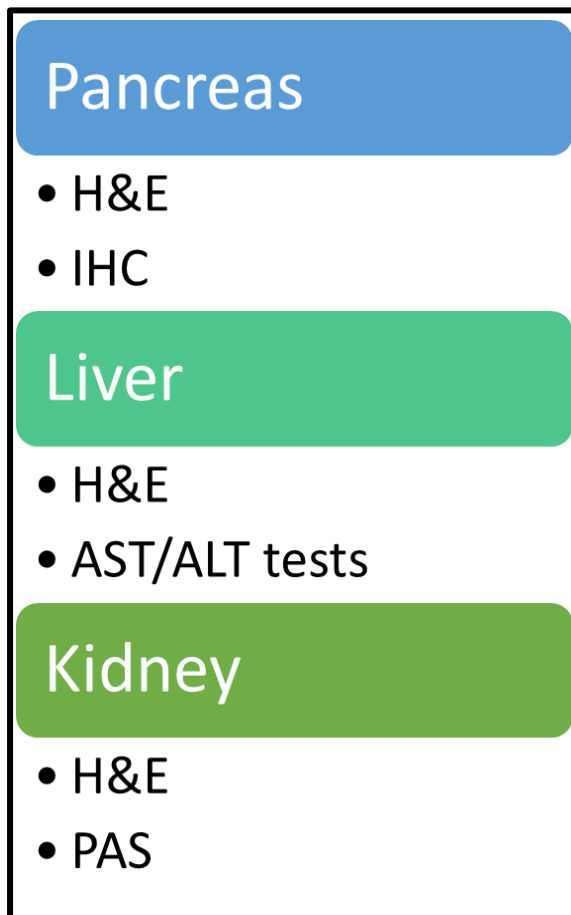 Pancreas
• H&E
• IHC
Liver
• H&E
• AST/ALT tests
Kidney
• H&E
• PAS